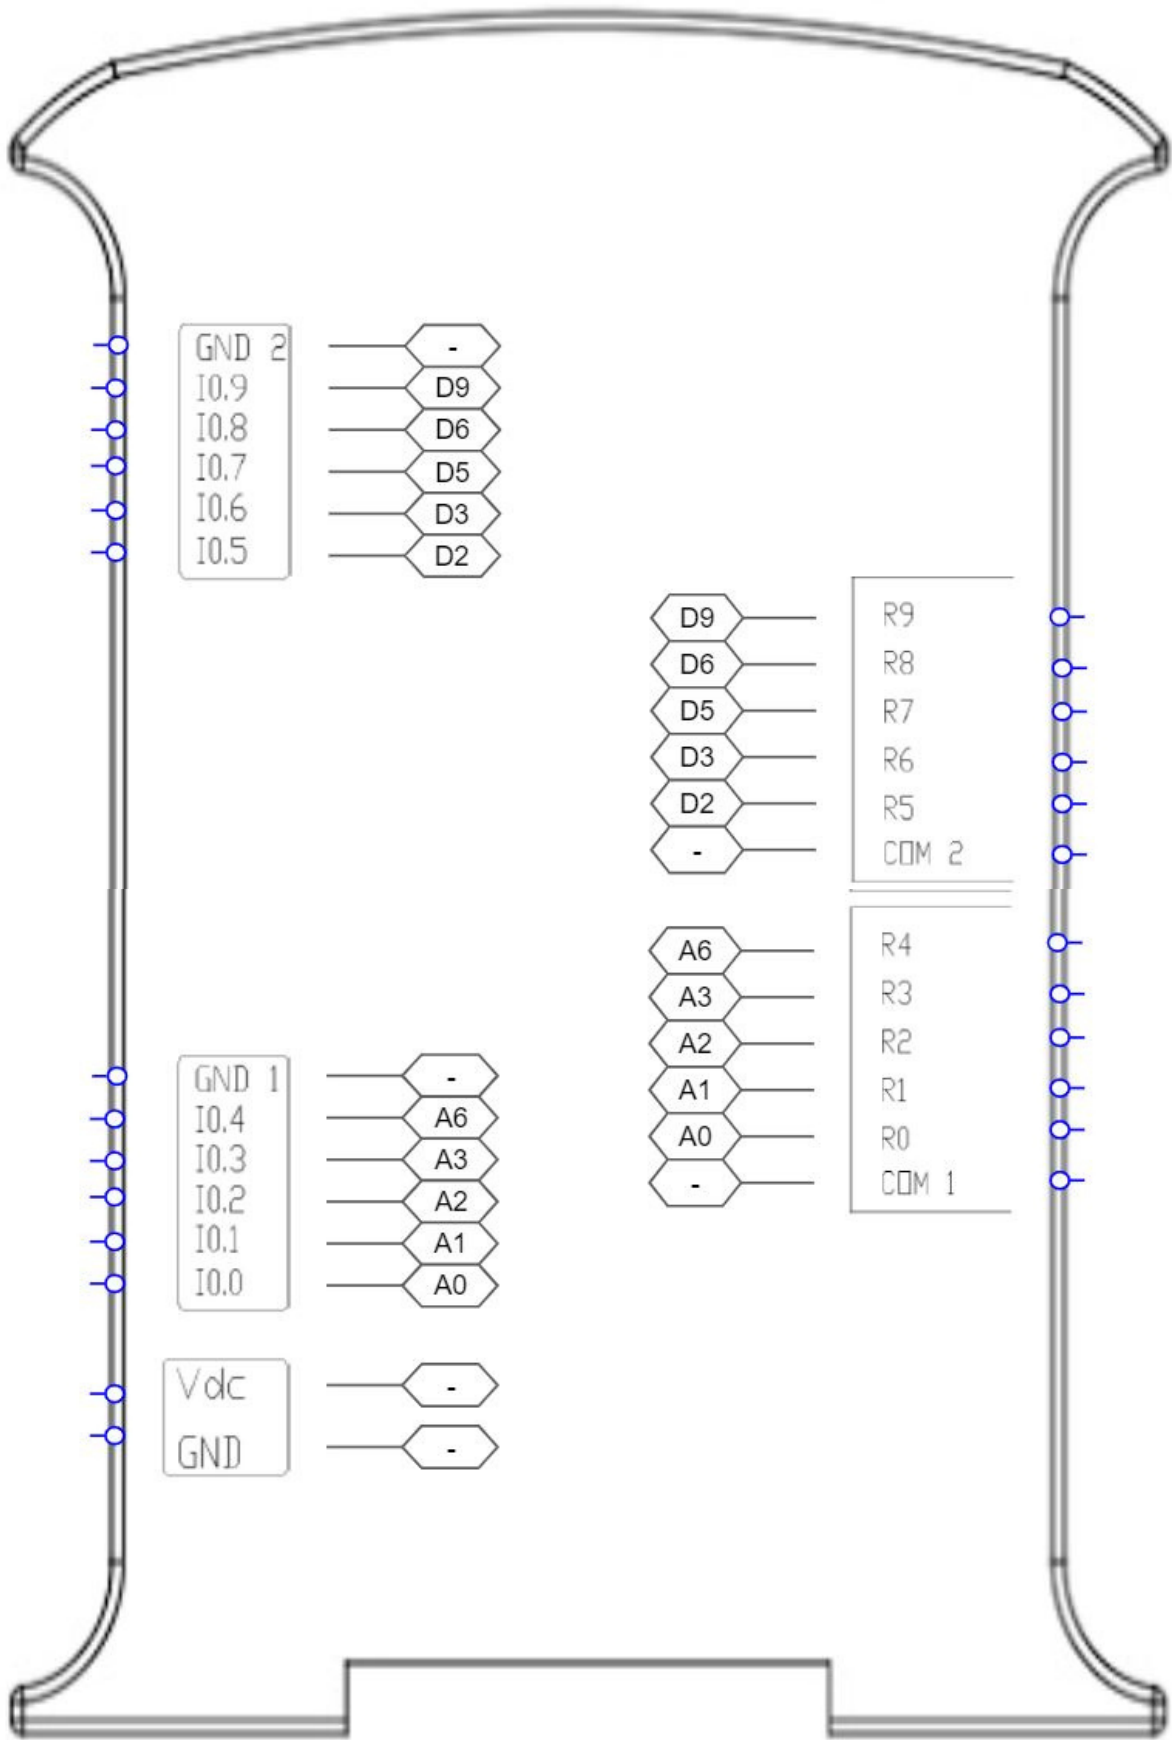 GND 2 -
I0.9 D9
I0.8 D6
I0.7 D5
I0.6 D3
I0.5 D2
D9 R9
D6 R8
D5 R7
D3 R6
D2 R5
- COM 2
A6 R4
A3 R3
A2 R2
A1 R1
A0 R0
- COM 1
GND 1 -
I0.4 A6
I0.3 A3
I0.2 A2
I0.1 A1
I0.0 A0
Vdc -
GND -